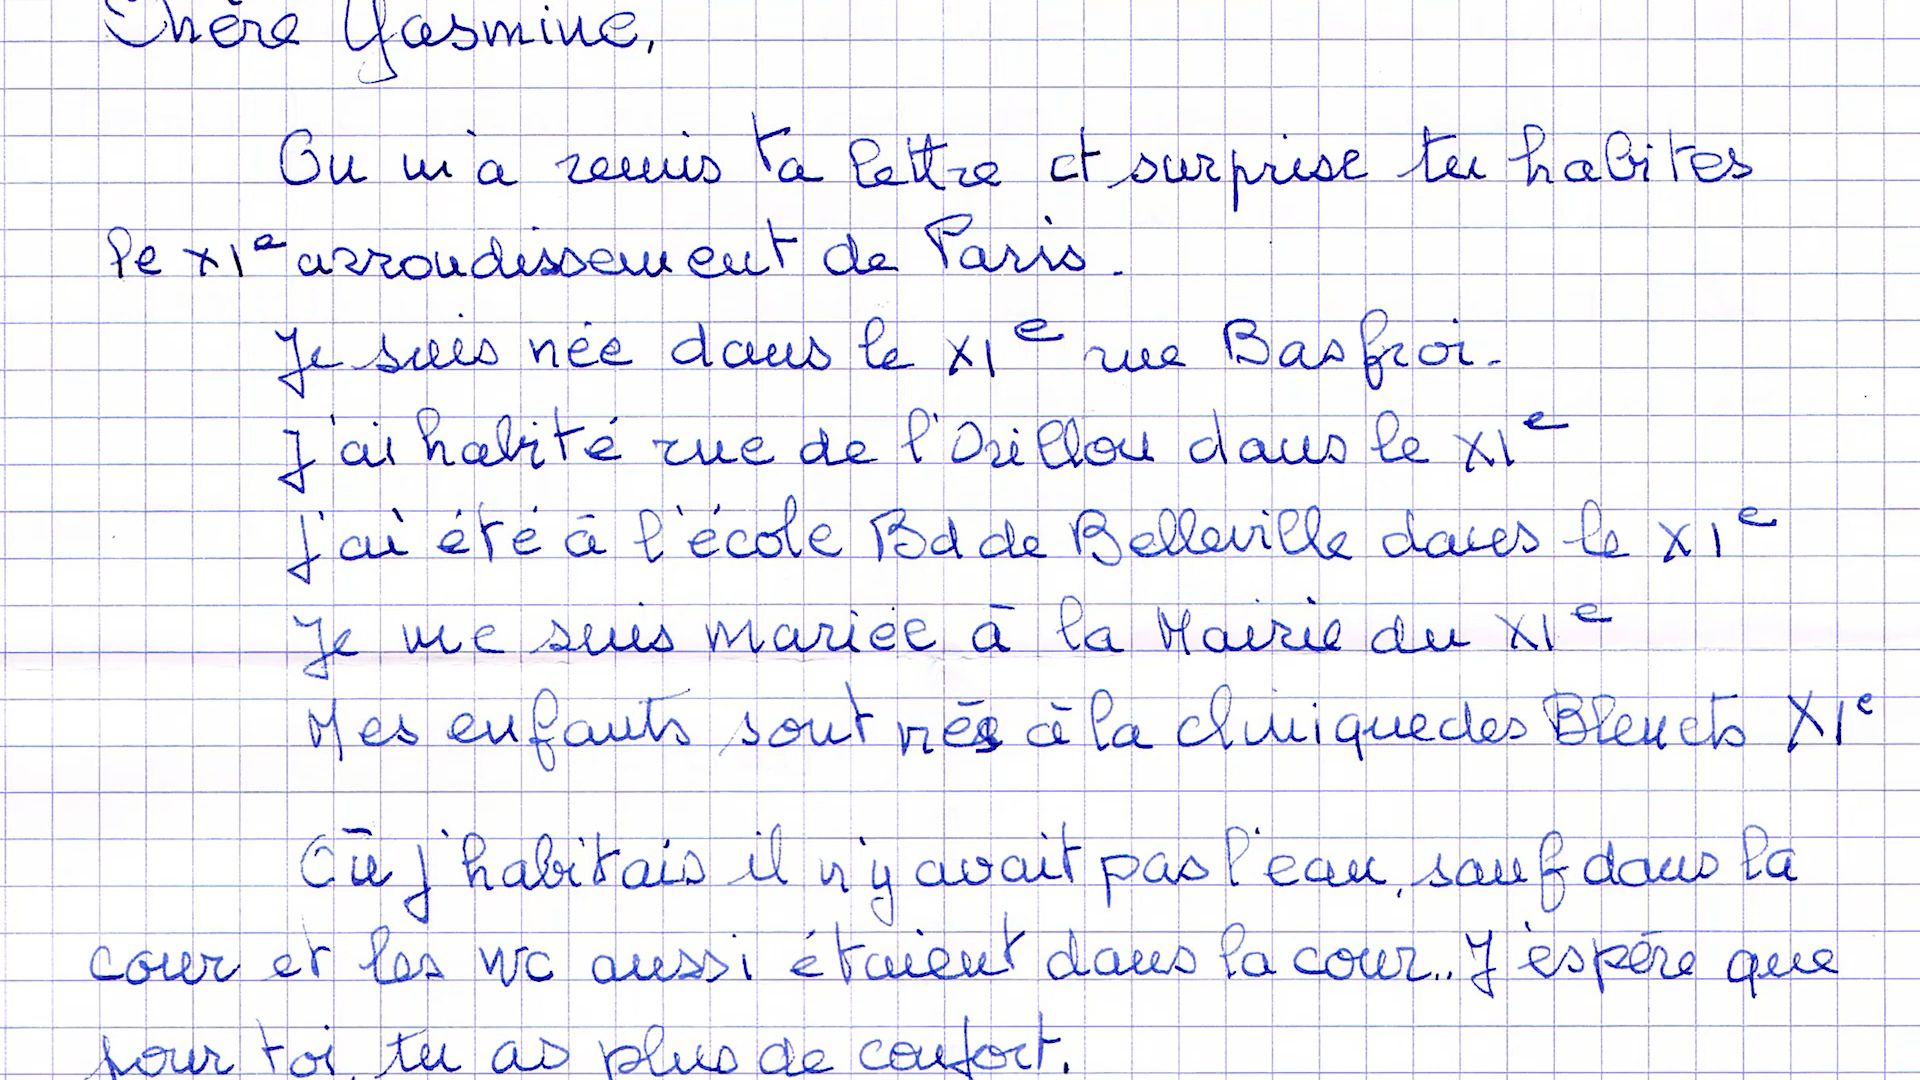 Chère Yasmine,
On m'a remis ta lettre et surprise tu habites
le XIe arrondissement de Paris.
Je suis née dans le XIe rue Basfroi.
J'ai habité rue de l'Orillon dans le XIe
J'ai été à l'école Bd de Belleville dans le XIe
Je me suis mariée à la Mairie du XIe
Mes enfants sont nés à la clinique des Bleuets XIe
Où j'habitais il n'y avait pas l'eau, sauf dans la
cour et les wc aussi étaient dans la cour.. J'espère que
pour toi, tu as plus de confort.